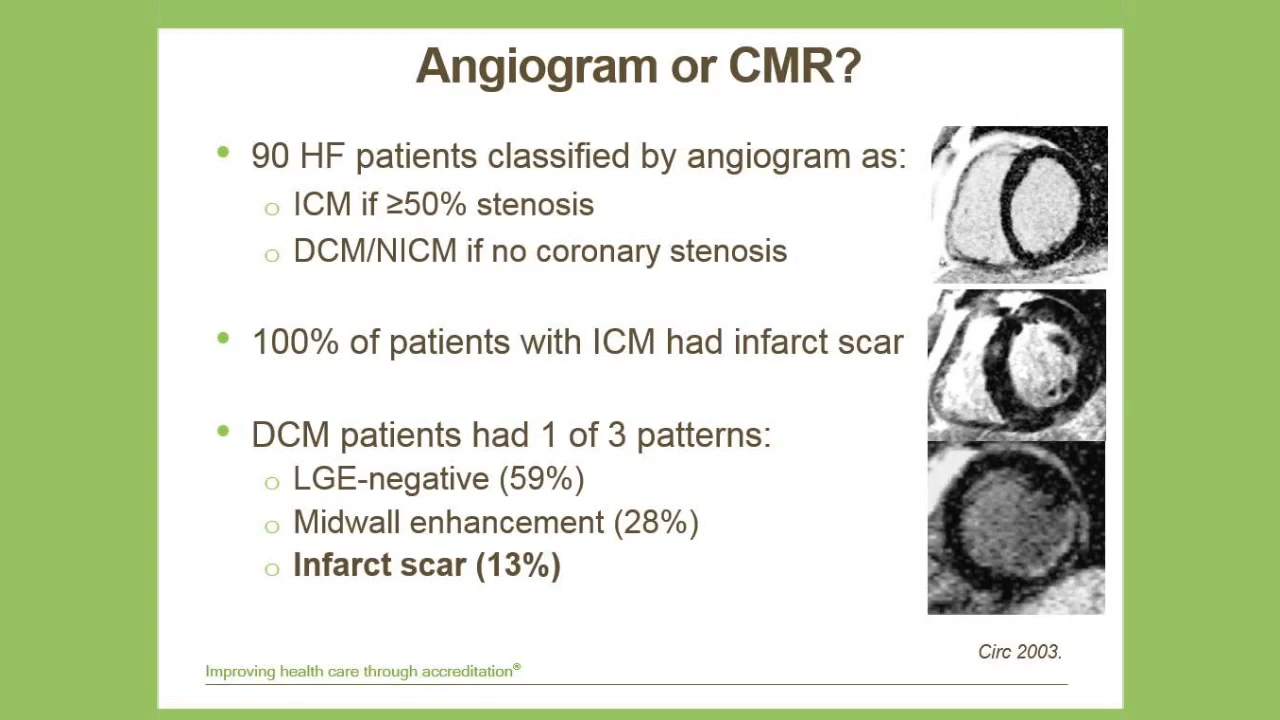 Angiogram or CMR?
• 90 HF patients classified by angiogram as:
o ICM if ≥50% stenosis
o DCM/NICM if no coronary stenosis
• 100% of patients with ICM had infarct scar
• DCM patients had 1 of 3 patterns:
o LGE-negative (59%)
o Midwall enhancement (28%)
o Infarct scar (13%)
Circ 2003.
Improving health care through accreditation®